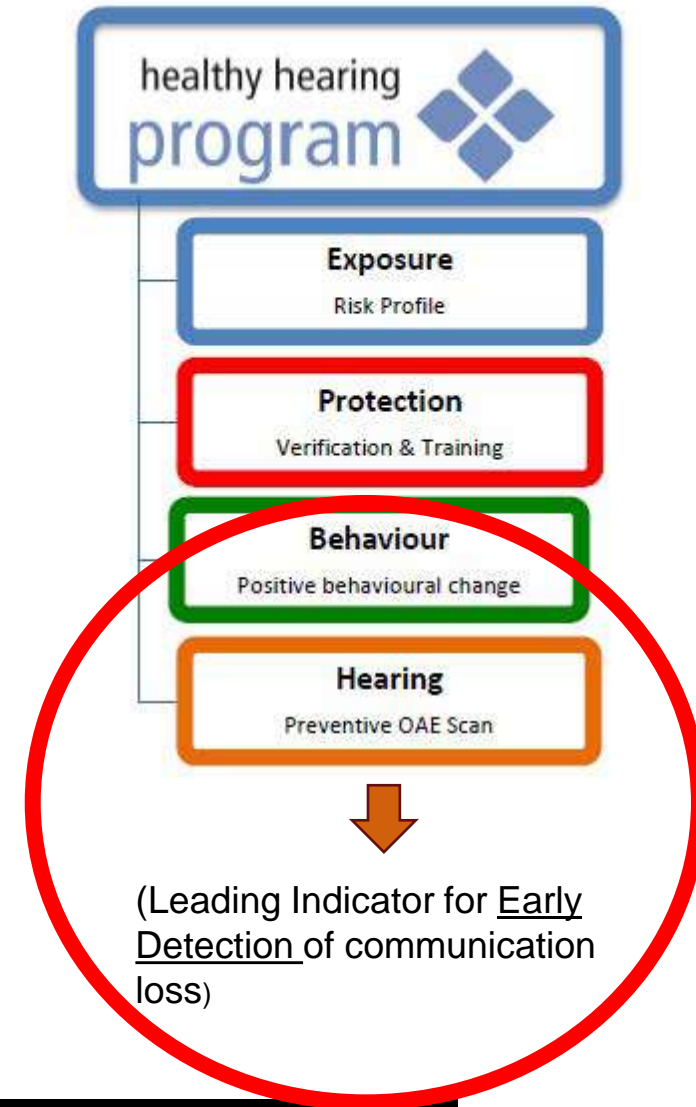 healthy hearing
program
Exposure
Risk Profile
Protection
Verification & Training
Behaviour
Positive behavioural change
Hearing
Preventive OAE Scan
(Leading Indicator for Early
Detection of communication
loss)